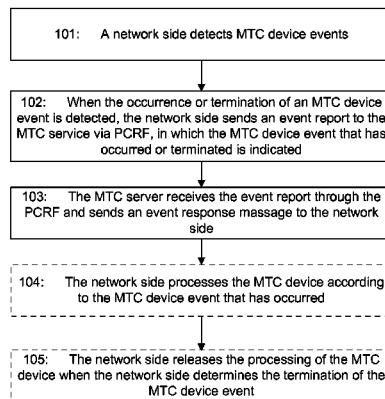 101: A network side detects MTC device events
102: When the occurrence or termination of an MTC device
event is detected, the network side sends an event report to the
MTC service via PCRF, in which the MTC device event that has
occurred or terminated is indicated
103: The MTC server receives the event report through the
PCRF and sends an event response massage to the network
side
104: The network side processes the MTC device according
to the MTC device event that has occurred
105: The network side releases the processing of the MTC
device when the network side determines the termination of the
MTC device event